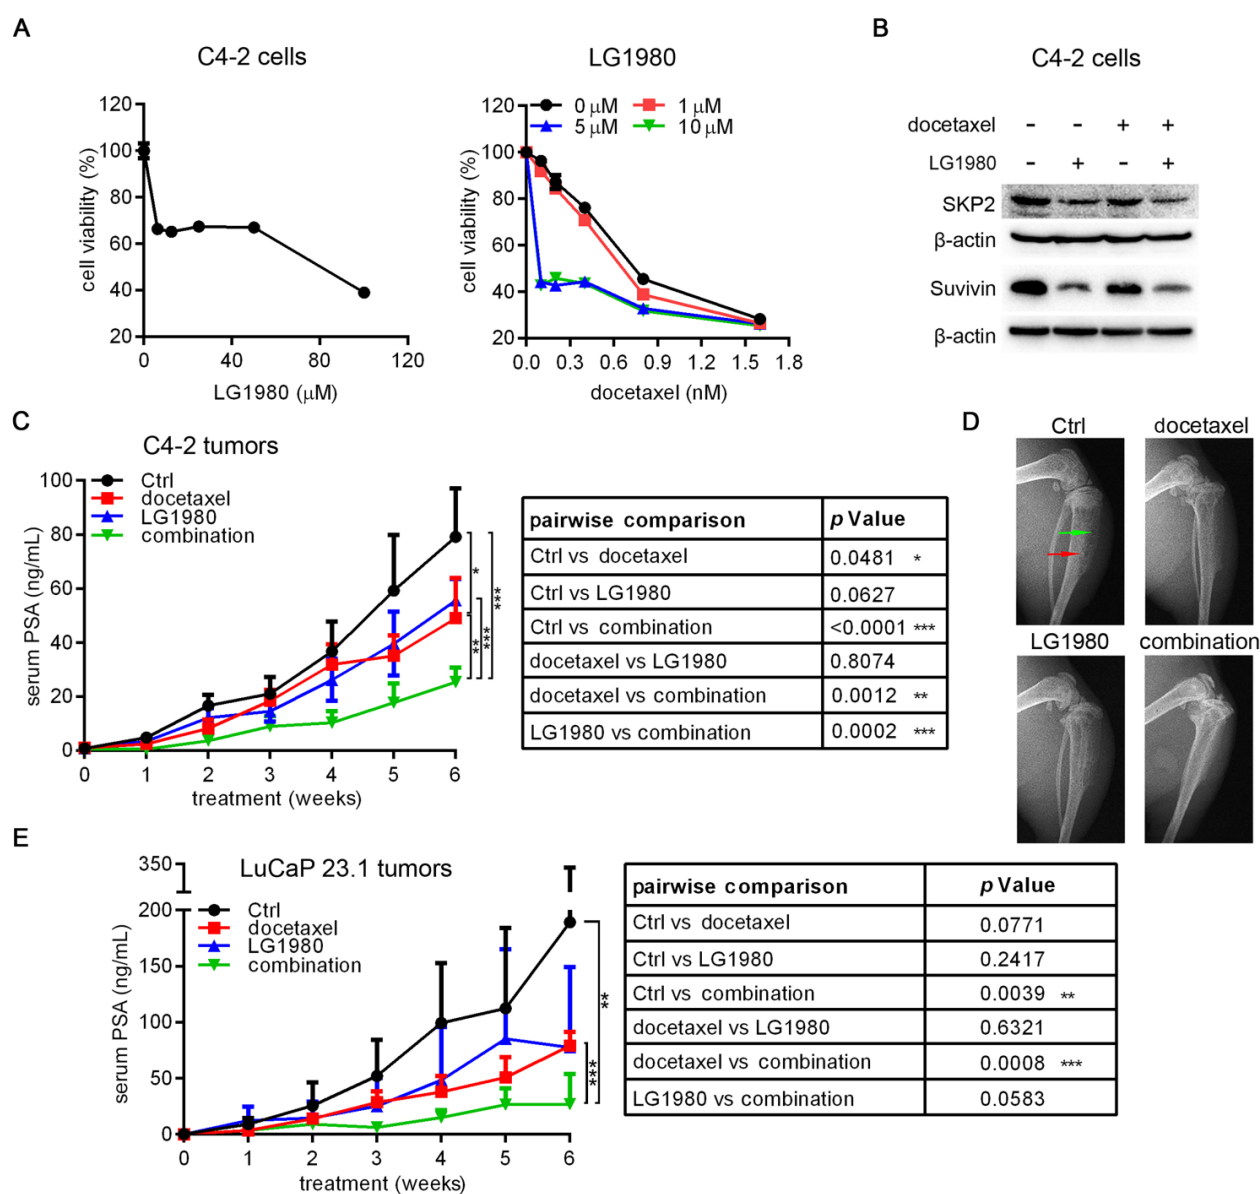 A
C4-2 cells
cell viability (%)
120
100
80
60
40
20
0 40 80 120
LG1980 (μM)
LG1980
0 μM 1 μM
5 μM 10 μM
cell viability (%)
120
100
80
60
40
20
0.0 0.3 0.6 0.9 1.2 1.5 1.8
docetaxel (nM)
B
C4-2 cells
docetaxel - - + +
LG1980 - + - +
SKP2
β-actin
Suvivin
β-actin
C
C4-2 tumors
Ctrl
docetaxel
LG1980
combination
serum PSA (ng/mL)
100
80
60
40
20
0
0 1 2 3 4 5 6
treatment (weeks)
*
**
***
***
pairwise comparison p Value
Ctrl vs docetaxel 0.0481 *
Ctrl vs LG1980 0.0627
Ctrl vs combination <0.0001 ***
docetaxel vs LG1980 0.8074
docetaxel vs combination 0.0012 **
LG1980 vs combination 0.0002 ***
D
Ctrl docetaxel
LG1980 combination
E
LuCaP 23.1 tumors
Ctrl
docetaxel
LG1980
combination
serum PSA (ng/mL)
350
200
150
100
50
0
0 1 2 3 4 5 6
treatment (weeks)
**
***
pairwise comparison p Value
Ctrl vs docetaxel 0.0771
Ctrl vs LG1980 0.2417
Ctrl vs combination 0.0039 **
docetaxel vs LG1980 0.6321
docetaxel vs combination 0.0008 ***
LG1980 vs combination 0.0583